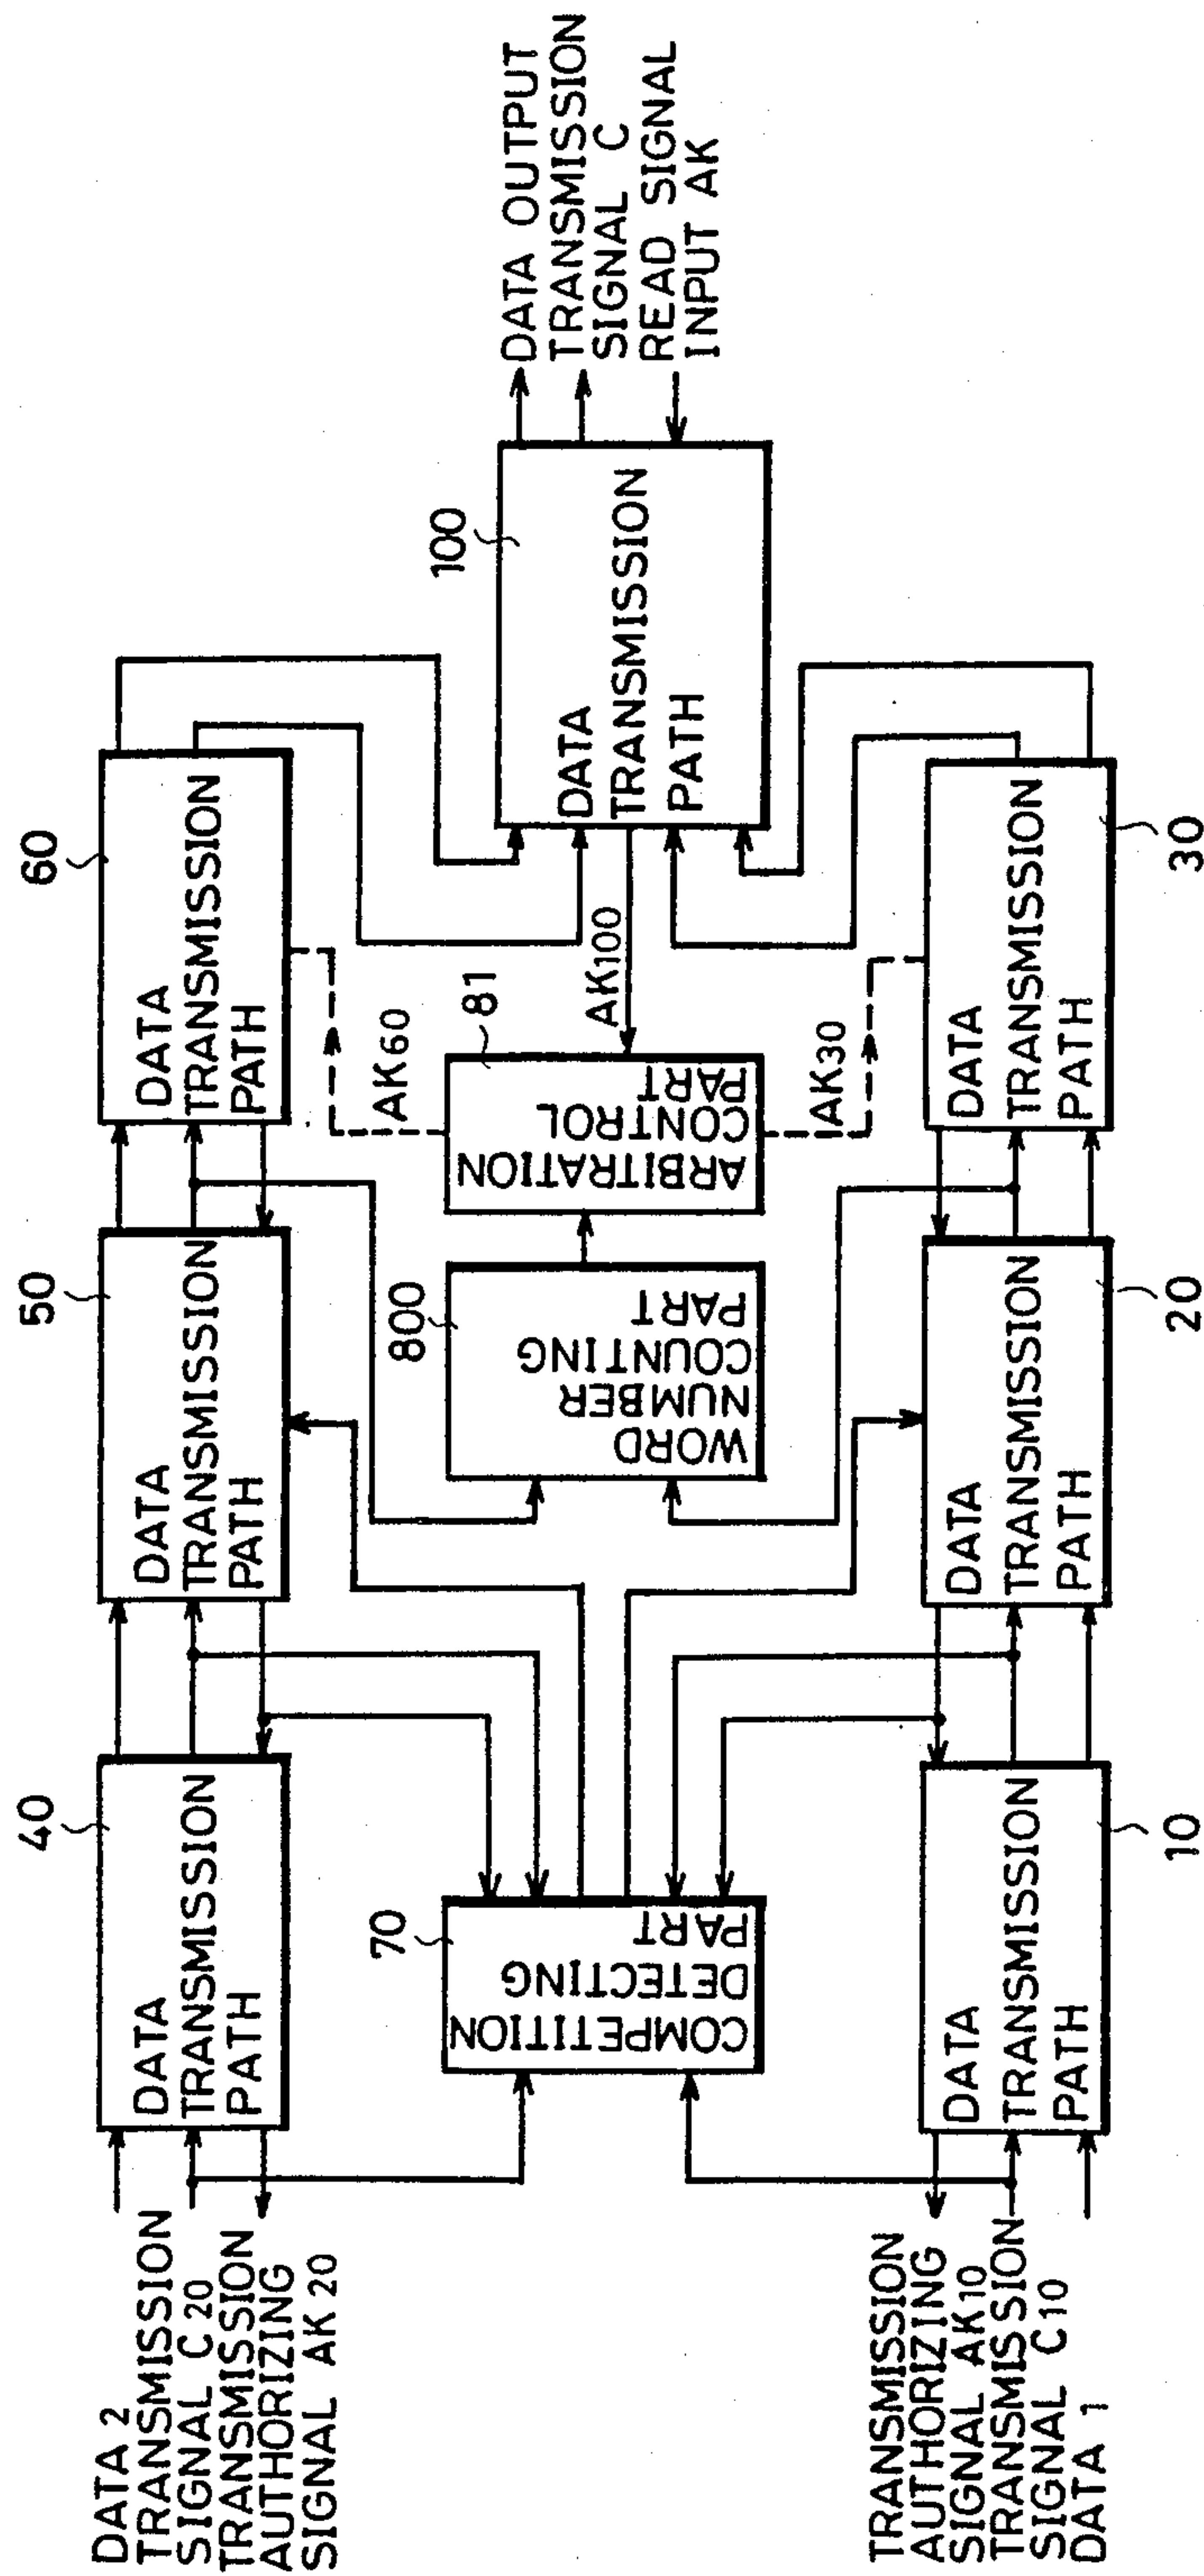 DATA 2
TRANSMISSION
SIGNAL C20
TRANSMISSION
AUTHORIZING
SIGNAL AK20
40
DATA
TRANSMISSION
PATH
50
DATA
TRANSMISSION
PATH
60
DATA
TRANSMISSION
PATH
70
COMPETITION
DETECTING
PART
800
WORD
NUMBER
COUNTING
PART
81
ARBITRATION
CONTROL
PART
AK60
AK100
AK30
100
DATA
TRANSMISSION
PATH
DATA OUTPUT
TRANSMISSION
SIGNAL C
READ SIGNAL
INPUT AK
TRANSMISSION
AUTHORIZING
SIGNAL AK10
TRANSMISSION
SIGNAL C10
DATA 1
DATA
TRANSMISSION
PATH
10
DATA
TRANSMISSION
PATH
20
DATA
TRANSMISSION
PATH
30